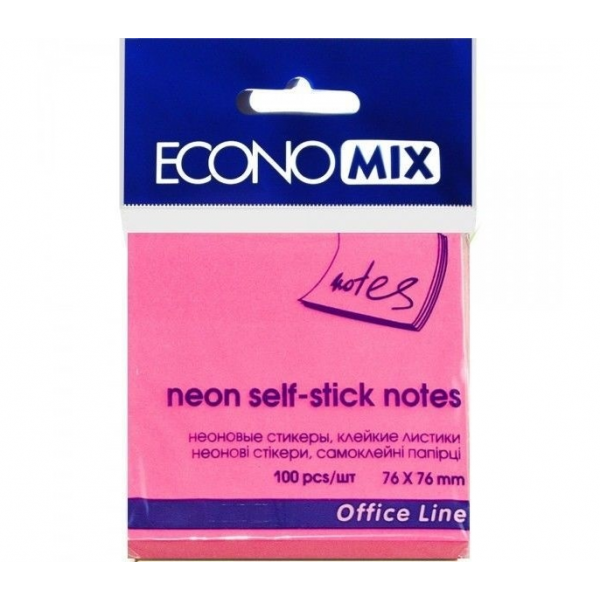 ECONOMIX
notes
neon self-stick notes
неоновые стикеры, клейкие листики
неонові стікери, самоклейні папірці
100 pcs/шт 76 X 76 mm
Office Line